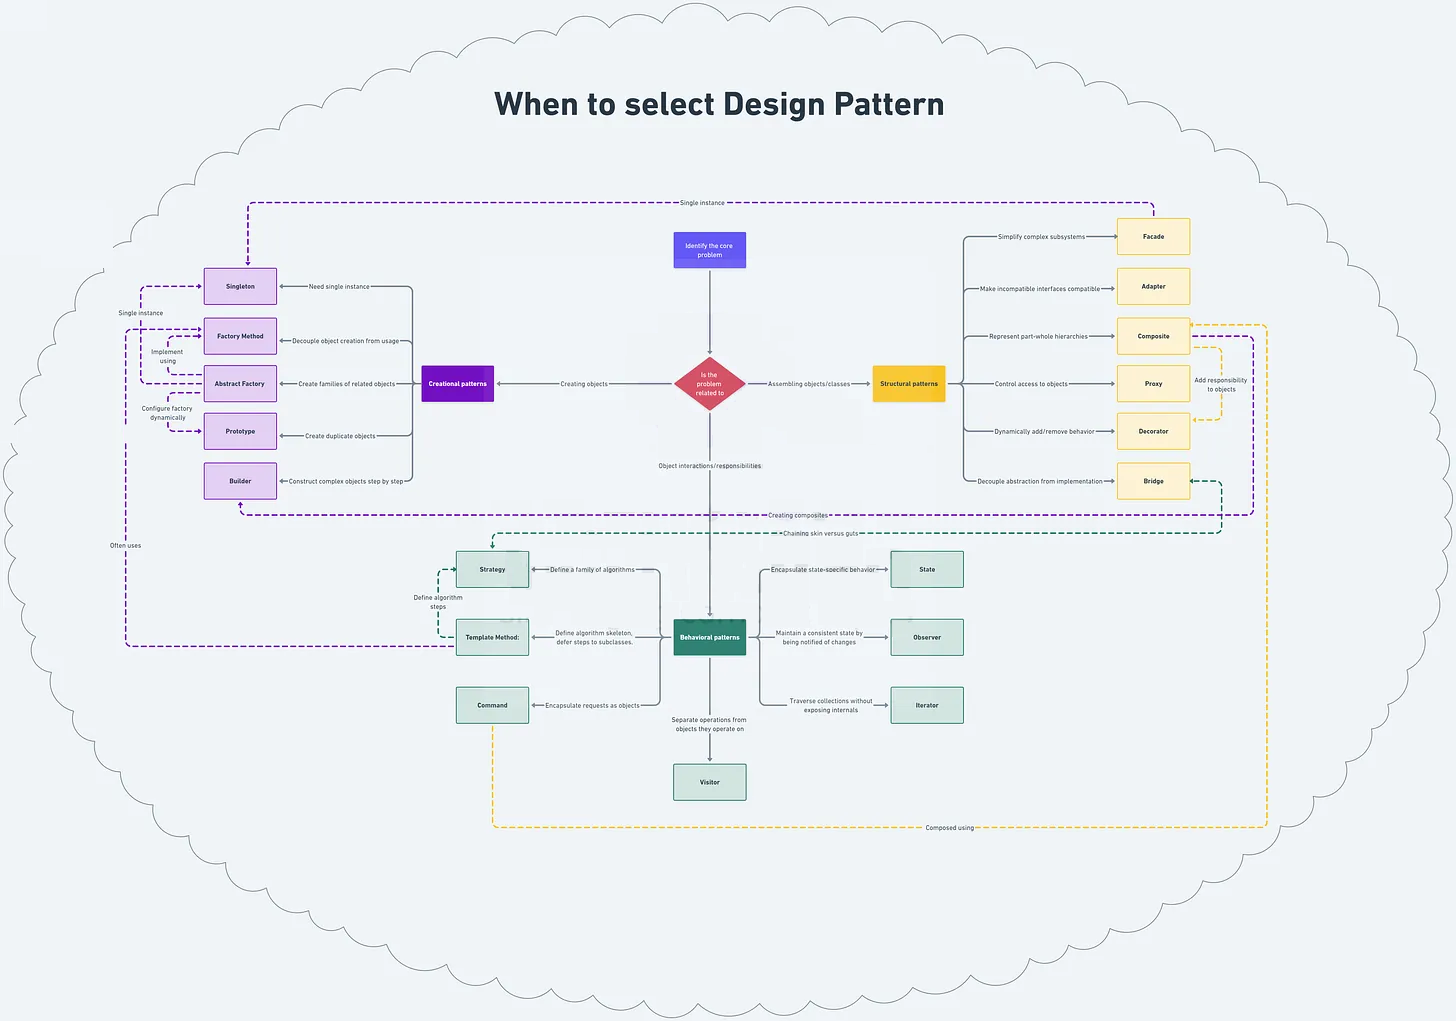 When to select Design Pattern
Single instance
Identify the core
problem
Facade
Simplify complex subsystems
Singleton
Need single instance
Make incompatible interfaces compatible
Adapter
Single instance
Factory Method
Decouple object creation from usage
Represent part-whole hierarchies
Composite
Implement
using
Abstract Factory
Create families of related objects
Creational patterns
Creating objects
Is the
problem
related to
Assembling objects/classes
Structural patterns
Control access to objects
Proxy
Add responsibility
to objects
Configure factory
dynamically
Prototype
Create duplicate objects
Dynamically add/remove behavior
Decorator
Object interactions/responsibilities
Builder
Construct complex objects step by step
Decouple abstraction from implementation
Bridge
Creating composites
Chaining skin versus guts
Often uses
Strategy
Define a family of algorithms
Encapsulate state-specific behavior
State
Define algorithm
steps
Template Method:
Define algorithm skeleton,
defer steps to subclasses.
Behavioral patterns
Maintain a consistent state by
being notified of changes
Observer
Command
Encapsulate requests as objects
Traverse collections without
exposing internals
Iterator
Separate operations from
objects they operate on
Visitor
Composed using